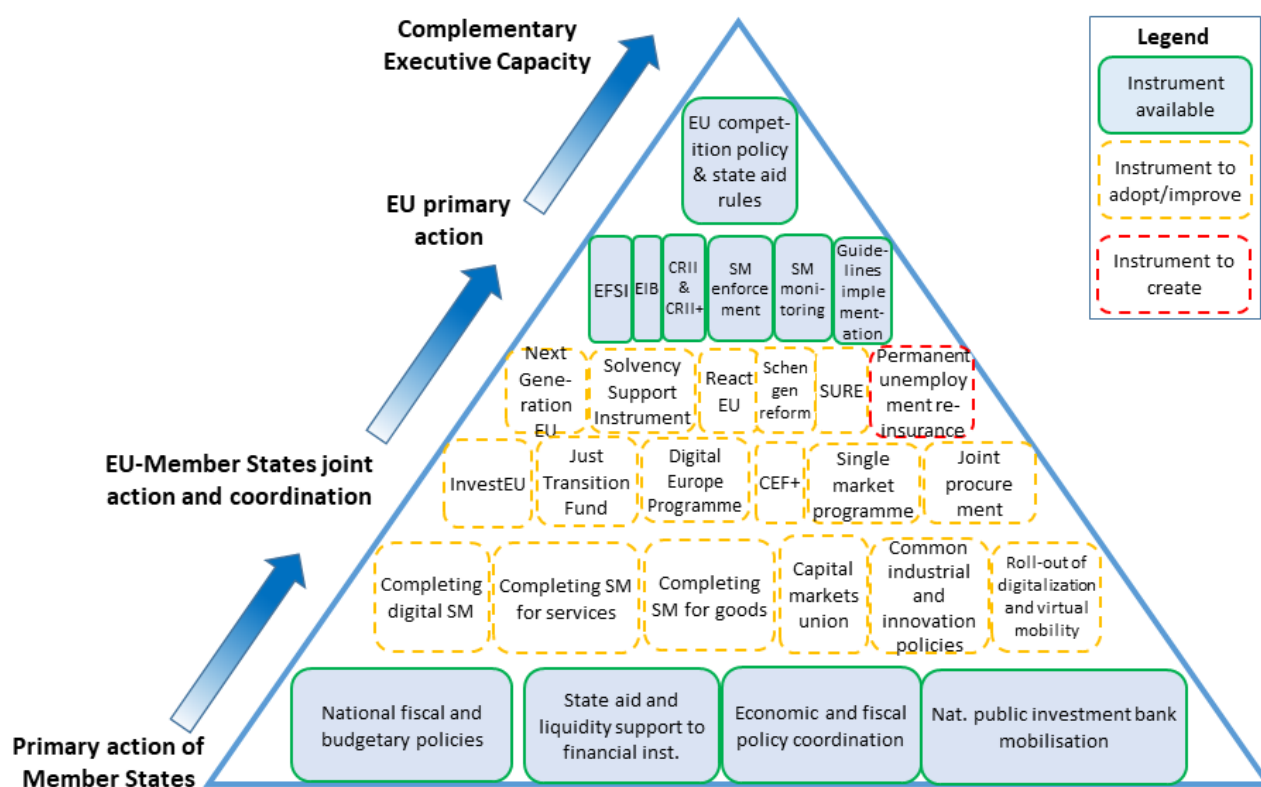 Complementary
Executive Capacity
Legend
Instrument
available
Instrument to
adopt/improve
Instrument to
create
EU compet-
ition policy
& state aid
rules
EU primary
action
EFSI
EIB
CRII
&
CRII+
SM
enforce
ment
SM
moni-
toring
Guide-
lines
imple
ment-
ation
Next
Gene-
ration
EU
Solvency
Support
Instrument
React
EU
Schen
gen
reform
SURE
Permanent
unemploy
ment re-
insurance
EU-Member States joint
action and coordination
InvestEU
Just
Transition
Fund
Digital
Europe
Programme
CEF+
Single
market
programme
Joint
procure
ment
Completing
digital SM
Completing SM
for services
Completing
SM for goods
Capital
markets
union
Common
industrial
and
innovation
policies
Roll-out of
digitalization
and virtual
mobility
Primary action of
Member States
National fiscal and
budgetary policies
State aid and
liquidity support to
financial inst.
Economic and fiscal
policy coordination
Nat. public investment bank
mobilisation